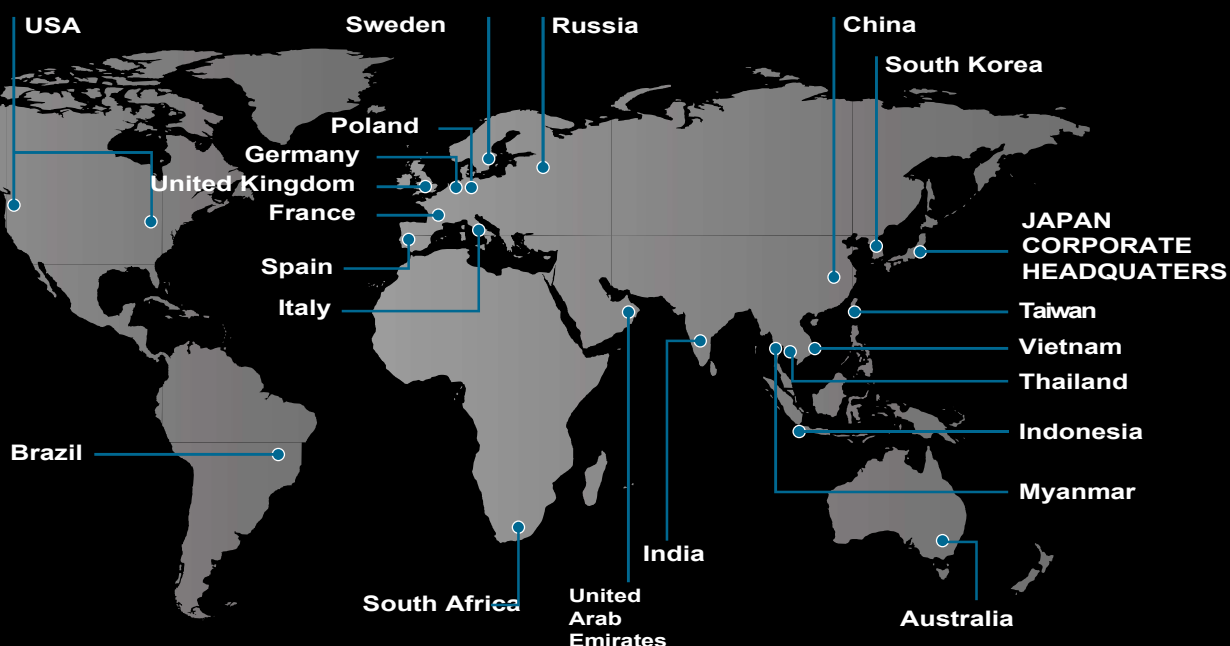 USA
Sweden
Russia
China
South Korea
Poland
Germany
United Kingdom
France
Spain
Italy
JAPAN
CORPORATE
HEADQUATERS
Taiwan
Vietnam
Thailand
Indonesia
Myanmar
Brazil
India
South Africa
United
Arab
Emirates
Australia